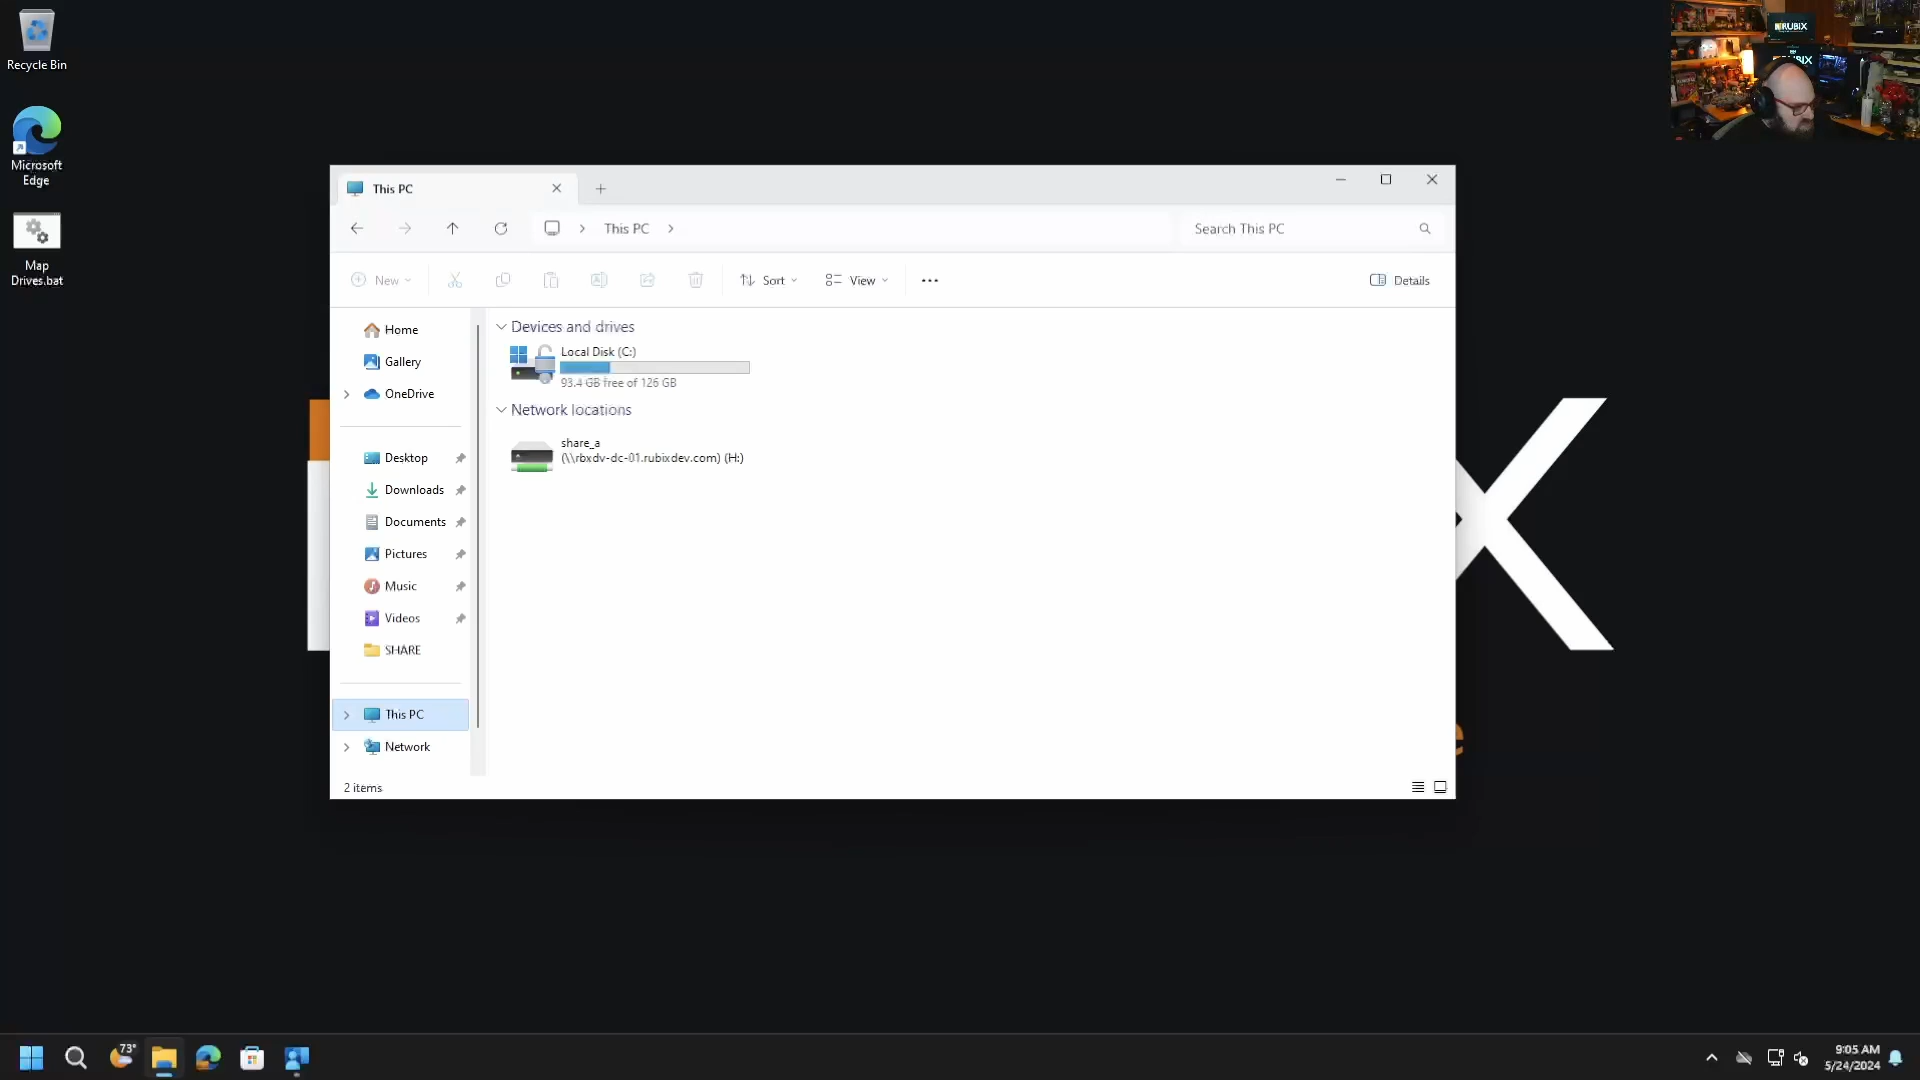 Recycle Bin
Microsoft
Edge
Map
Drives.bat
RUBIX
This PC
This PC
Search This PC
New
Sort
View
Details
Home
Gallery
OneDrive
Desktop
Downloads
Documents
Pictures
Music
Videos
SHARE
This PC
Network
Devices and drives
Local Disk (C:)
93.4 GB free of 126 GB
Network locations
share_a
(\\rbxdv-dc-01.rubixdev.com) (H:)
2 items
X
e
73°
9:05 AM
5/24/2024